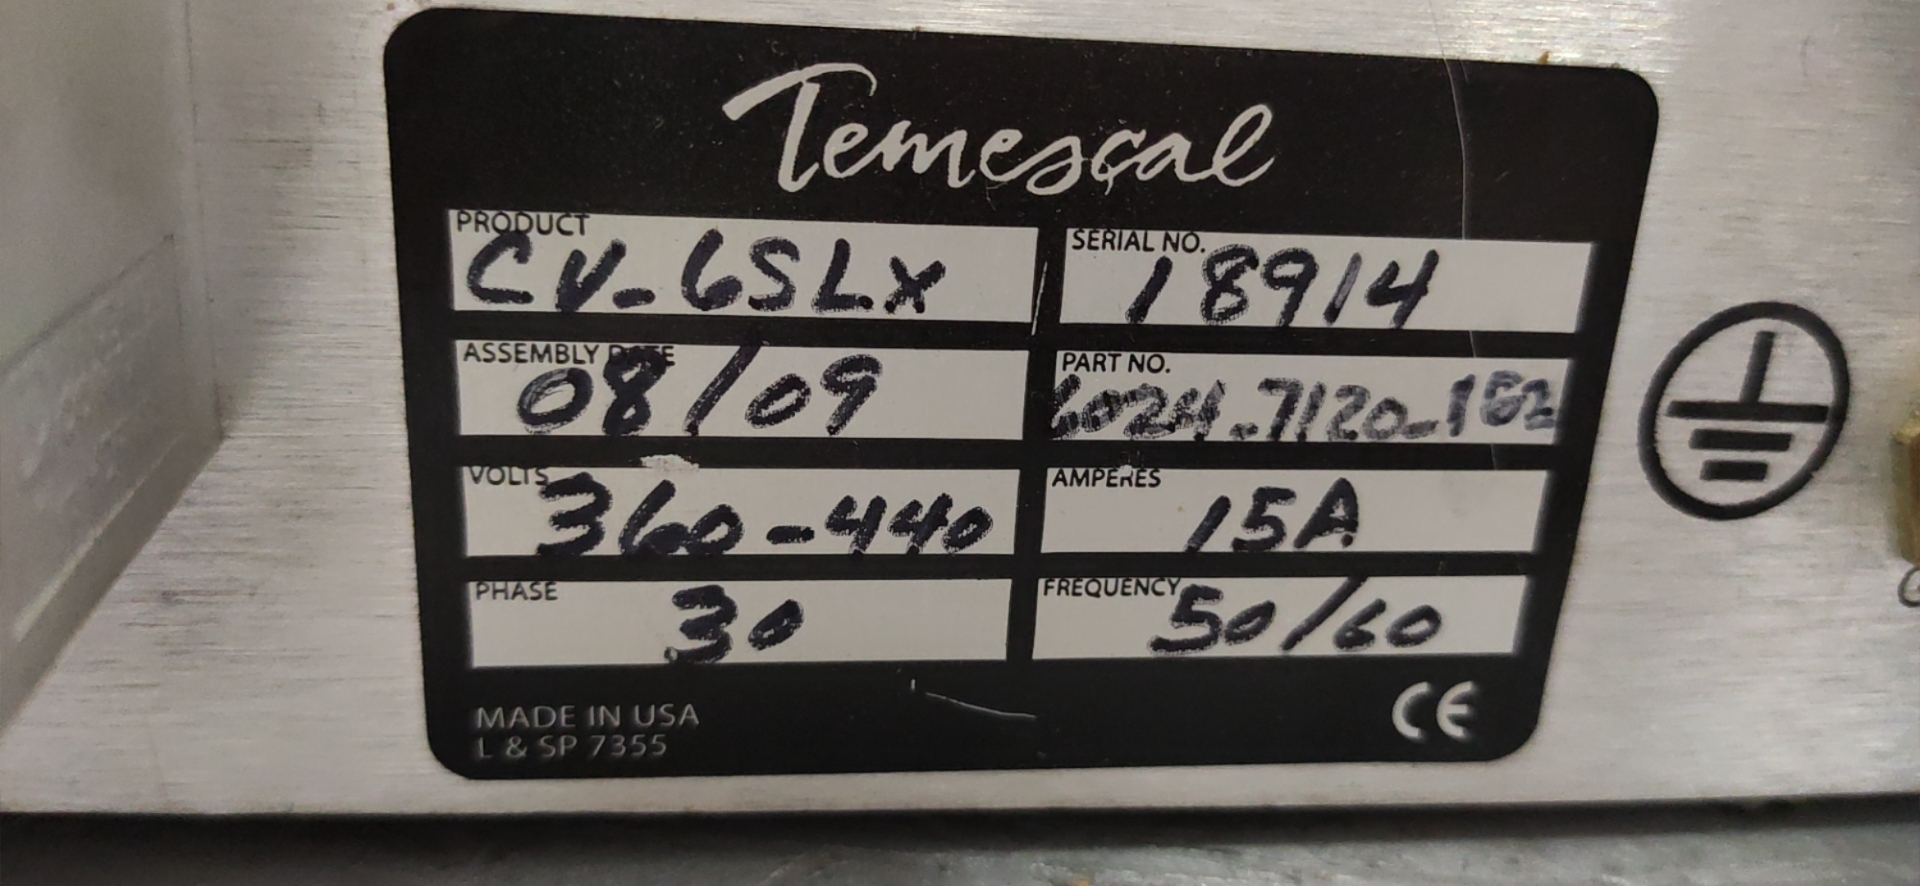 Temescal
PRODUCT
CV-6SLX
SERIAL NO.
18914
ASSEMBLY DATE
08/09
PART NO.
VOLTS
360-440
AMPERES
15A
PHASE
30
FREQUENCY
50/60
MADE IN USA
L & SP 7355
CE